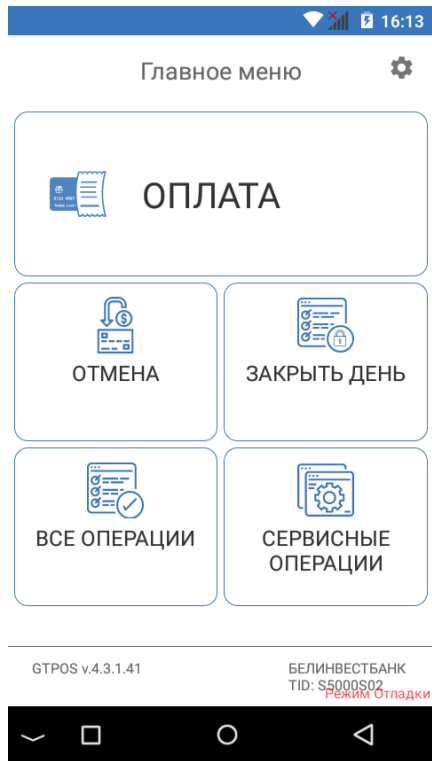 16:13
Главное меню
ОПЛАТА
ОТМЕНА
ЗАКРЫТЬ ДЕНЬ
ВСЕ ОПЕРАЦИИ
СЕРВИСНЫЕ
ОПЕРАЦИИ
GTPOS v.4.3.1.41
БЕЛИНВЕСТБАНК
TID: S5000S02
Режим Отладки